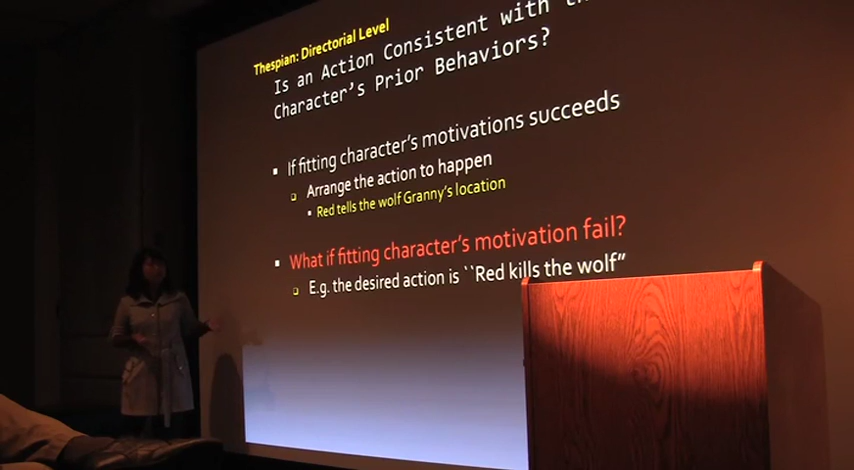 Thespian: Directorial Level
Is an Action Consistent with
Character's Prior Behaviors?
If fitting character's motivations succeeds
Arrange the action to happen
Red tells the wolf Granny's location
What if fitting character's motivation fail?
E.g. the desired action is ``Red kills the wolf”